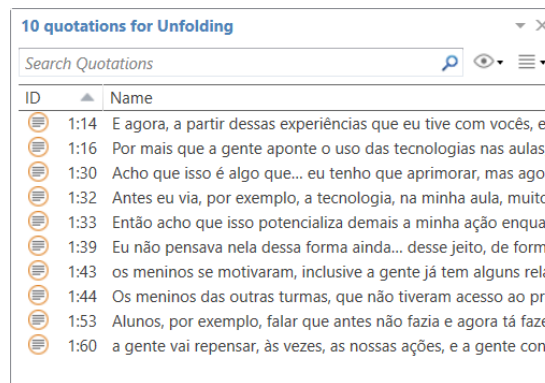 10 quotations for Unfolding
Search Quotations
ID Name
1:14 E agora, a partir dessas experiências que eu tive com vocês, e
1:16 Por mais que a gente aponte o uso das tecnologias nas aulas
1:30 Acho que isso é algo que... eu tenho que aprimorar, mas ago
1:32 Antes eu via, por exemplo, a tecnologia, na minha aula, muito
1:33 Então acho que isso potencializa demais a minha ação enqua
1:39 Eu não pensava nela dessa forma ainda... desse jeito, de form
1:43 os meninos se motivaram, inclusive a gente já tem alguns rela
1:44 Os meninos das outras turmas, que não tiveram acesso ao pr
1:53 Alunos, por exemplo, falar que antes não fazia e agora tá faze
1:60 a gente vai repensar, às vezes, as nossas ações, e a gente con